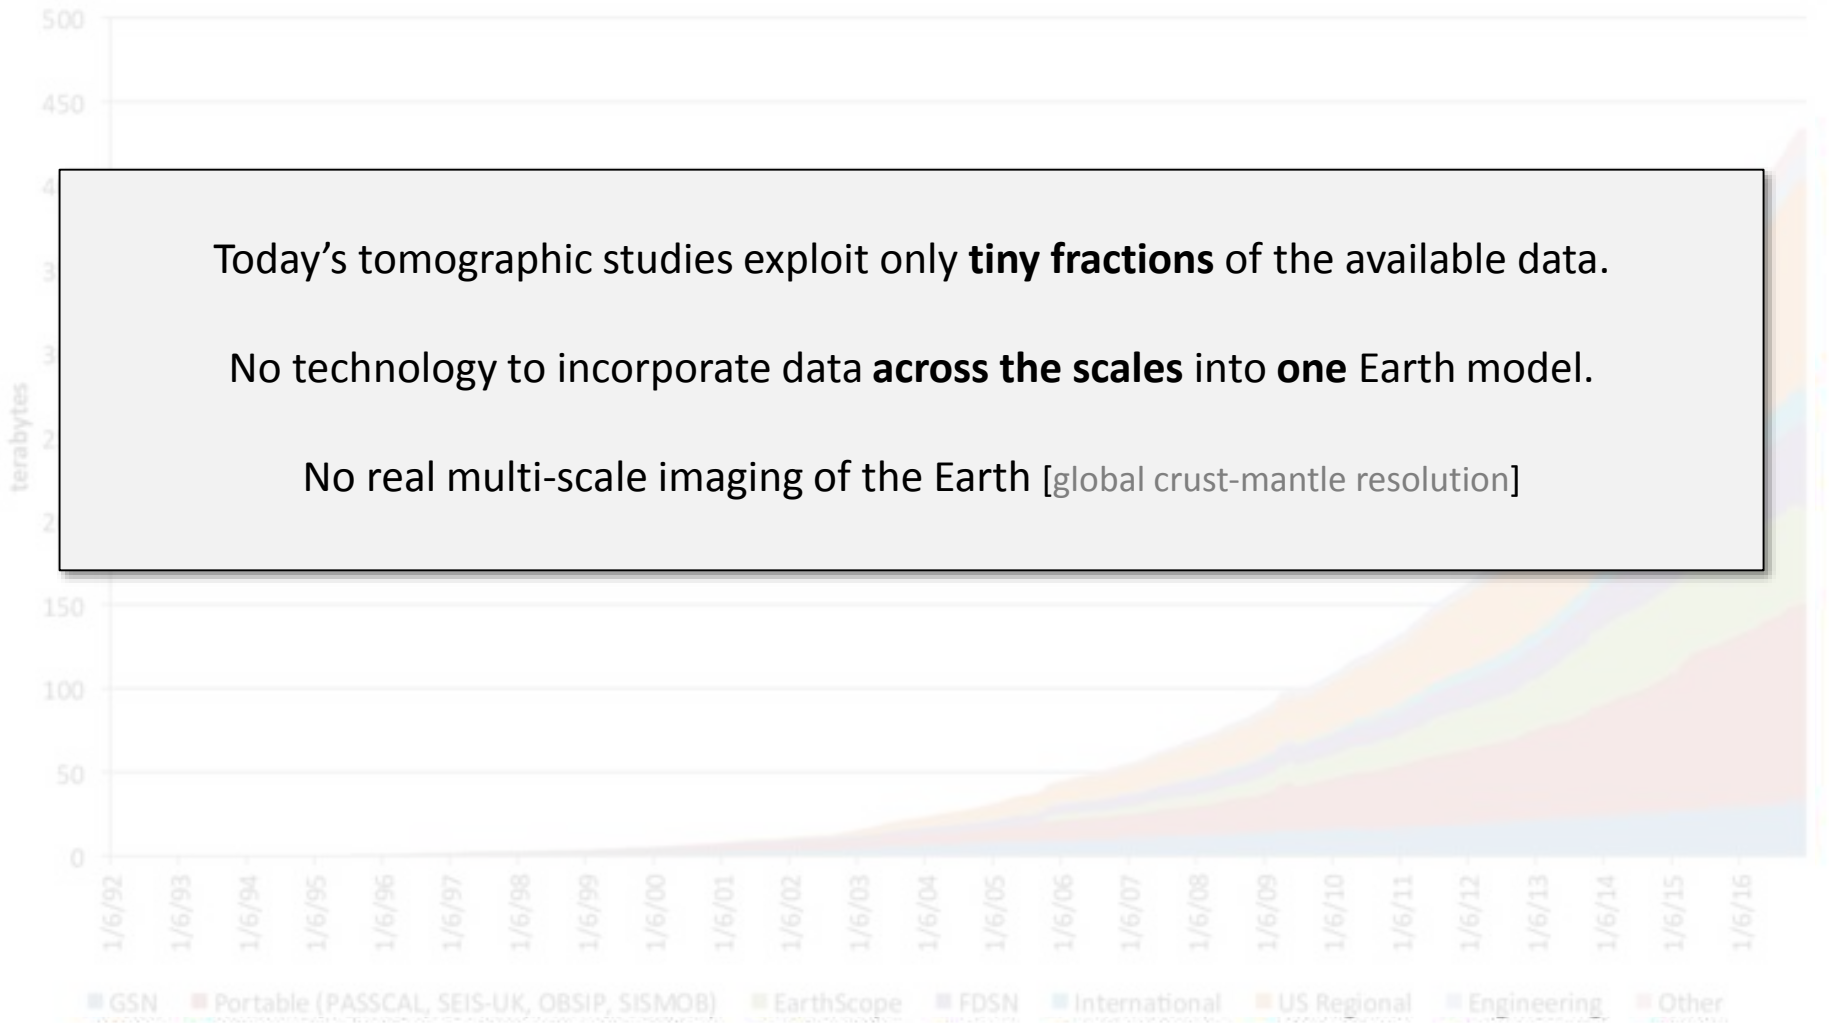 500
450
4
Today’s tomographic studies exploit only tiny fractions of the available data.
3
3
No technology to incorporate data across the scales into one Earth model.
terabytes
2
No real multi-scale imaging of the Earth [global crust-mantle resolution]
2
150
100
50
0
1/6/92 1/6/93 1/6/94 1/6/95 1/6/96 1/6/97 1/6/98 1/6/99 1/6/00 1/6/01 1/6/02 1/6/03 1/6/04 1/6/05 1/6/06 1/6/07 1/6/08 1/6/09 1/6/10 1/6/11 1/6/12 1/6/13 1/6/14 1/6/15 1/6/16
GSN Portable (PASSCAL, SEIS-UK, OBSIP, SISMOB) EarthScope FDSN International US Regional Engineering Other